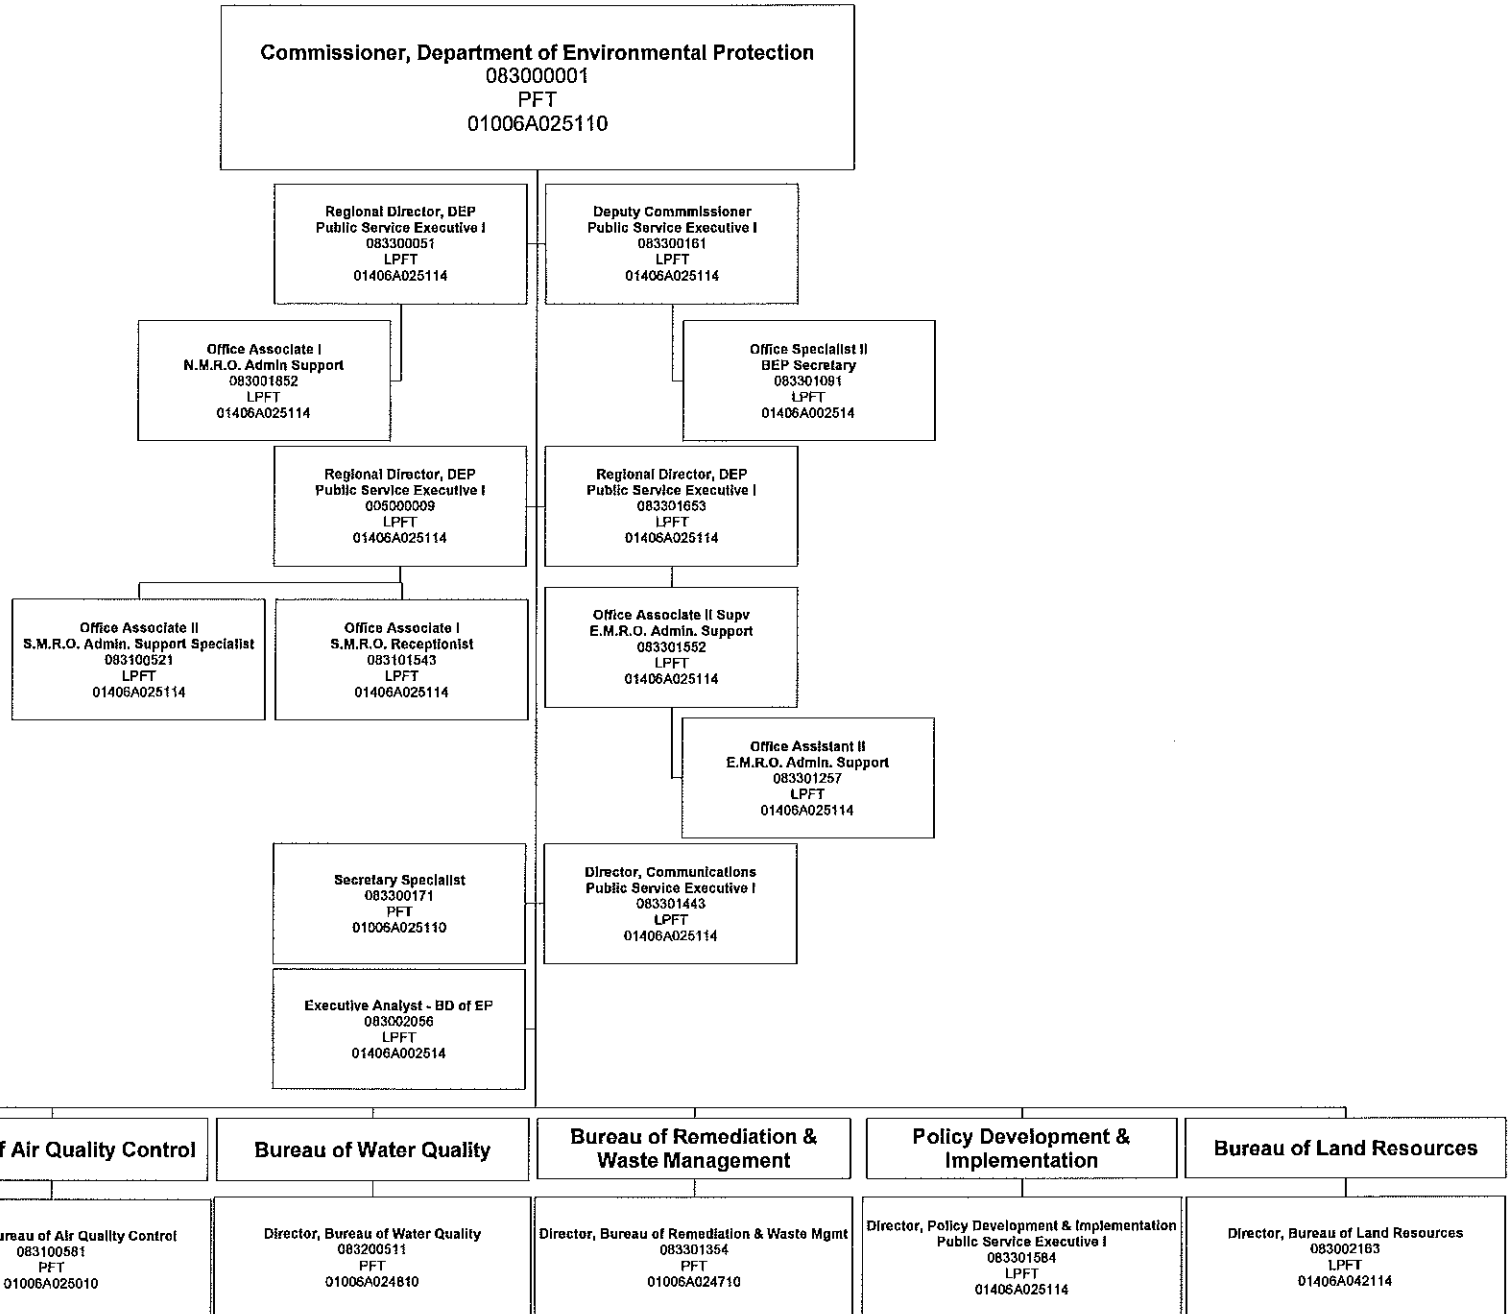 Commissioner, Department of Environmental Protection
083000001
PFT
01006A025110
Regional Director, DEP
Public Service Executive I
083300051
LPFT
01406A025114
Deputy Commmissioner
Public Service Executive I
083300161
LPFT
01406A025114
Office Associate I
N.M.R.O. Admin Support
083001852
LPFT
01406A025114
Office Specialist II
BEP Secretary
083301091
LPFT
01406A002514
Regional Director, DEP
Public Service Executive I
005000009
LPFT
01406A025114
Regional Director, DEP
Public Service Executive I
083301653
LPFT
01406A025114
Office Associate II
S.M.R.O. Admin. Support Specialist
083100521
LPFT
01406A025114
Office Associate I
S.M.R.O. Receptionist
083101543
LPFT
01406A025114
Office Associate II Supv
E.M.R.O. Admin. Support
083301552
LPFT
01406A025114
Office Assistant II
E.M.R.O. Admin. Support
083301257
LPFT
01406A025114
Secretary Specialist
083300171
PFT
01006A025110
Director, Communications
Public Service Executive I
083301443
LPFT
01406A025114
Executive Analyst - BD of EP
083002056
LPFT
01406A002514
f Air Quality Control
Bureau of Water Quality
Bureau of Remediation &
Waste Management
Policy Development &
Implementation
Bureau of Land Resources
ureau of Air Quality Control
083100581
PFT
01006A025010
Director, Bureau of Water Quality
083200511
PFT
01006A024810
Director, Bureau of Remediation & Waste Mgmt
083301354
PFT
01006A024710
Director, Policy Development & Implementation
Public Service Executive I
083301584
LPFT
01406A025114
Director, Bureau of Land Resources
083002163
LPFT
01406A042114